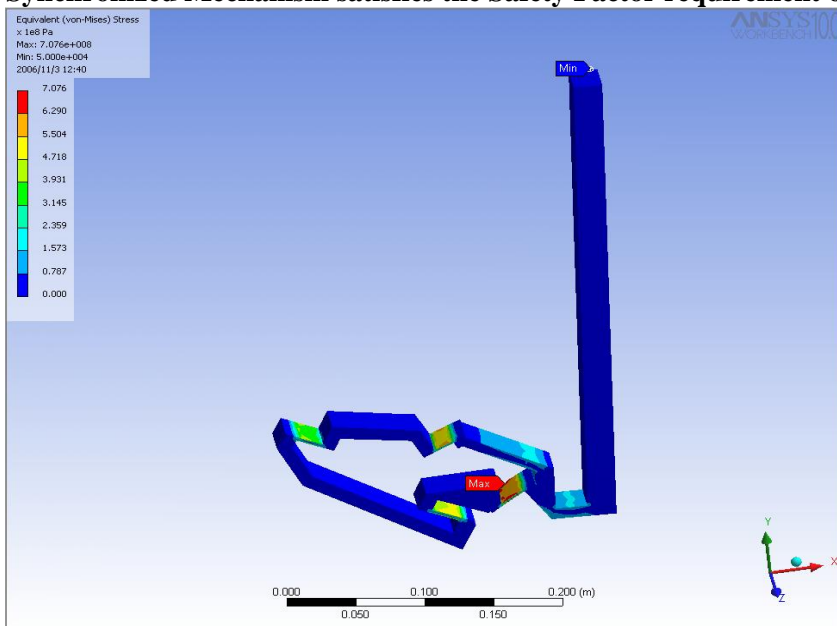 Synchronized Mechanism satisfies the Safety Factor requirement
Equivalent (von-Mises) Stress
x 1e8 Pa
Max: 7.076e+008
Min: 5.000e+004
2006/11/3 12:40
7.076
6.290
5.504
4.718
3.931
3.145
2.359
1.573
0.787
0.000
ANSYS 10.0
WORKBENCH
Min
Max
0.000 0.100 0.200 (m)
0.050 0.150
Y
X
Z